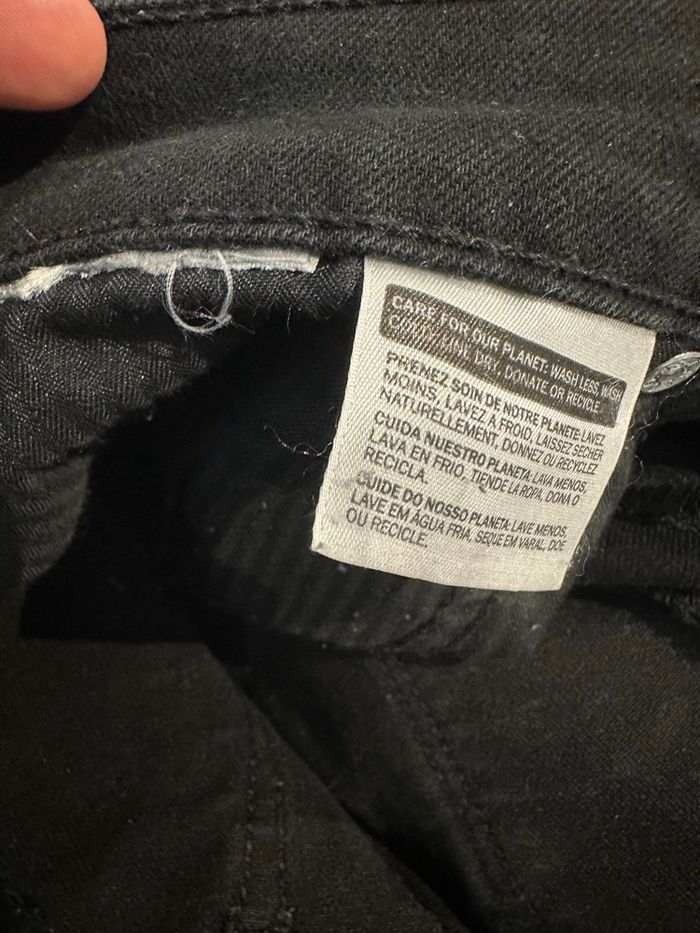 CARE FOR OUR PLANET: WASH LESS, WASH
COLD, LINE DRY, DONATE OR RECYCLE.
PRENEZ SOIN DE NOTRE PLANETE: LAVEZ
MOINS, LAVEZ À FROID, LAISSEZ SÉCHER
NATURELLEMENT, DONNEZ OU RECYCLEZ
CUIDA NUESTRO PLANETA: LAVA MENOS,
LAVA EN FRIO, TIENDE LA ROPA, DONA O
RECICLÁ.
CUIDE DO NOSSO PLANETA: LAVE MENOS,
LAVE EM ÁGUA FRIA, SEQUE EM VARAL, DOE
OU RECICLE.